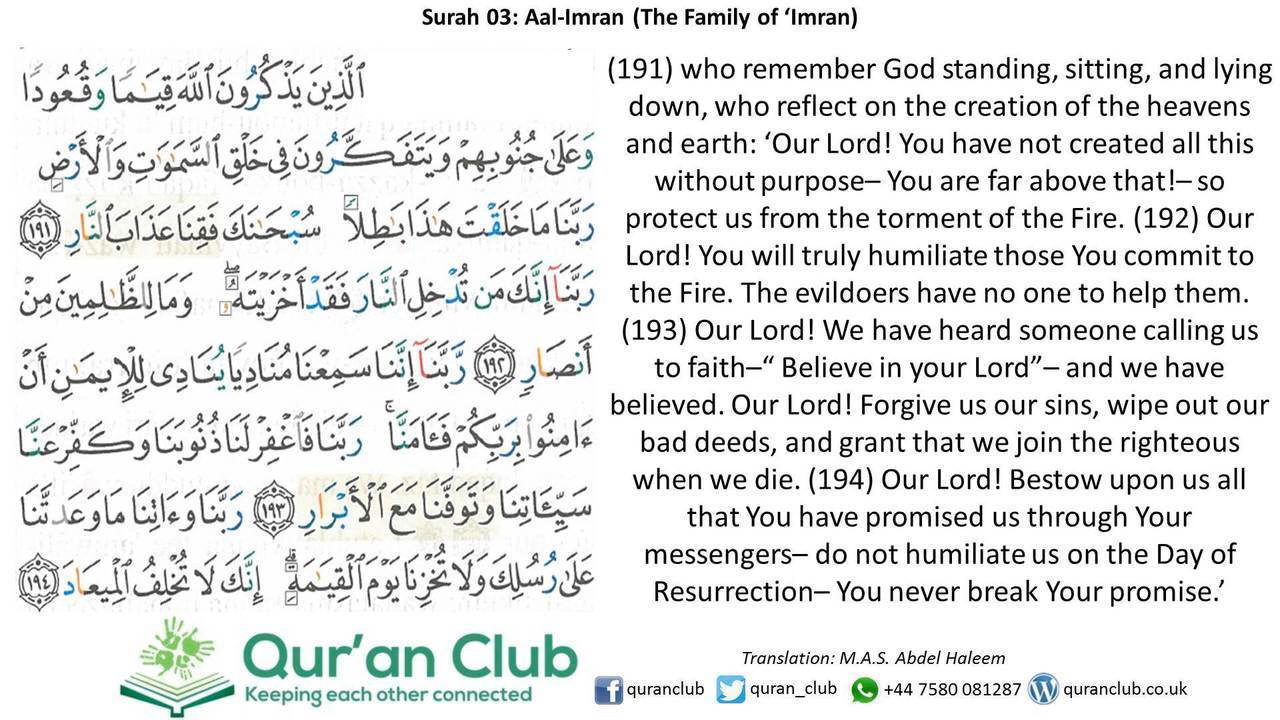 Surah 03: Aal-Imran (The Family of ‘Imran)
ٱلَّذِينَ يَذْكُرُونَ ٱللَّهَ قِيَـٰمًا وَقُعُودًا
وَعَلَىٰ جُنُوبِهِمْ وَيَتَفَكَّرُونَ فِى خَلْقِ ٱلسَّمَـٰوَٰتِ وَٱلْأَرْضِ
رَبَّنَا مَا خَلَقْتَ هَـٰذَا بَـٰطِلًا سُبْحَـٰنَكَ فَقِنَا عَذَابَ ٱلنَّارِ ١٩١
رَبَّنَآ إِنَّكَ مَن تُدْخِلِ ٱلنَّارَ فَقَدْ أَخْزَيْتَهُۥ ۖ وَمَا لِلظَّـٰلِمِينَ مِنْ
أَنصَارٍ ١٩٢ رَّبَّنَآ إِنَّنَا سَمِعْنَا مُنَادِيًا يُنَادِى لِلْإِيمَـٰنِ أَنْ
ءَامِنُوا۟ بِرَبِّكُمْ فَـَٔامَنَّا ۚ رَبَّنَا فَٱغْفِرْ لَنَا ذُنُوبَنَا وَكَفِّرْ عَنَّا
سَيِّـَٔاتِنَا وَتَوَفَّنَا مَعَ ٱلْأَبْرَارِ ١٩٣ رَبَّنَا وَءَاتِنَا مَا وَعَدتَّنَا
عَلَىٰ رُسُلِكَ وَلَا تُخْزِنَا يَوْمَ ٱلْقِيَـٰمَةِ ۗ إِنَّكَ لَا تُخْلِفُ ٱلْمِيعَادَ ١٩٤
(191) who remember God standing, sitting, and lying
down, who reflect on the creation of the heavens
and earth: ‘Our Lord! You have not created all this
without purpose– You are far above that!– so
protect us from the torment of the Fire. (192) Our
Lord! You will truly humiliate those You commit to
the Fire. The evildoers have no one to help them.
(193) Our Lord! We have heard someone calling us
to faith–“ Believe in your Lord”– and we have
believed. Our Lord! Forgive us our sins, wipe out our
bad deeds, and grant that we join the righteous
when we die. (194) Our Lord! Bestow upon us all
that You have promised us through Your
messengers– do not humiliate us on the Day of
Resurrection– You never break Your promise.’
Qur’an Club
Keeping each other connected
Translation: M.A.S. Abdel Haleem
quranclub quran_club +44 7580 081287 quranclub.co.uk